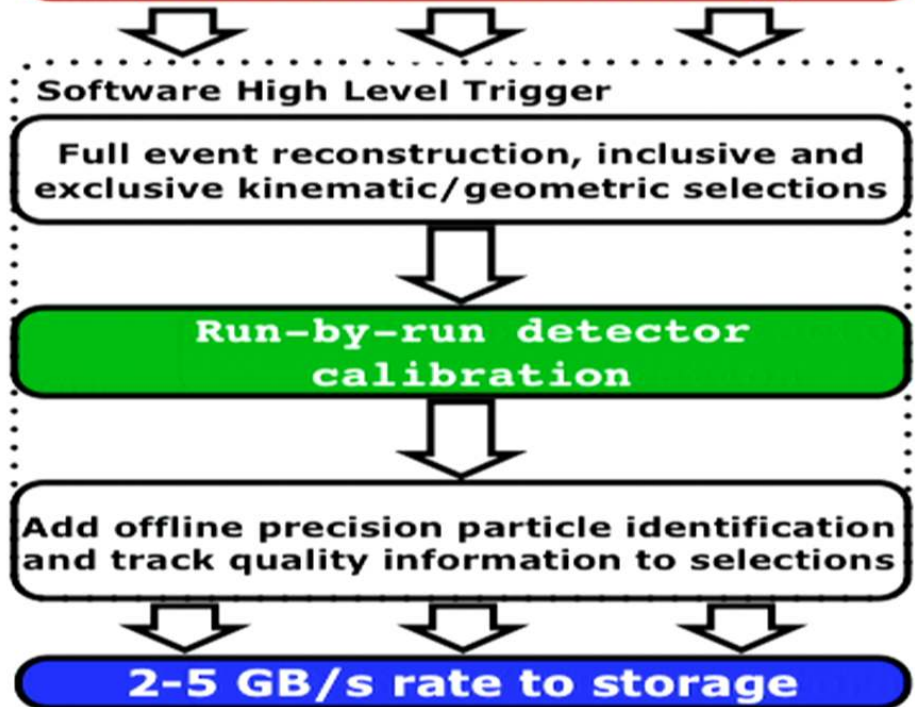 Software High Level Trigger
Full event reconstruction, inclusive and
exclusive kinematic/geometric selections
Run-by-run detector
calibration
Add offline precision particle identification
and track quality information to selections
2-5 GB/s rate to storage